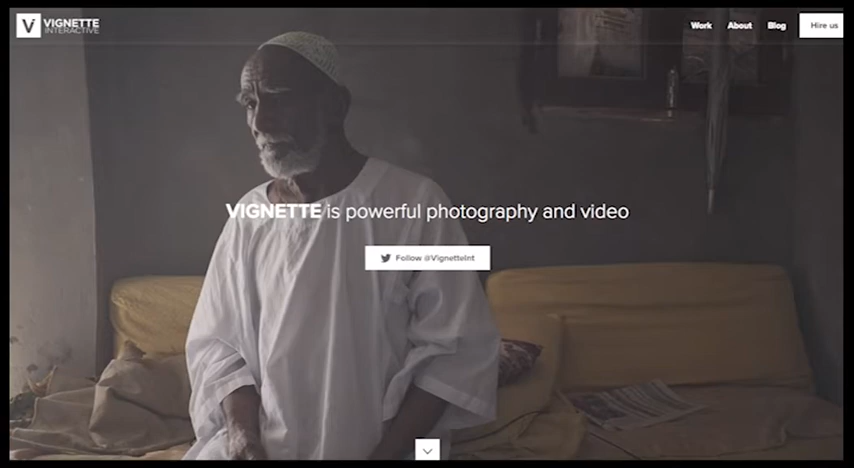 VIGNETTE
INTERACTIVE
Work About Blog Hire us
VIGNETTE is powerful photography and video
Follow @VignetteInt